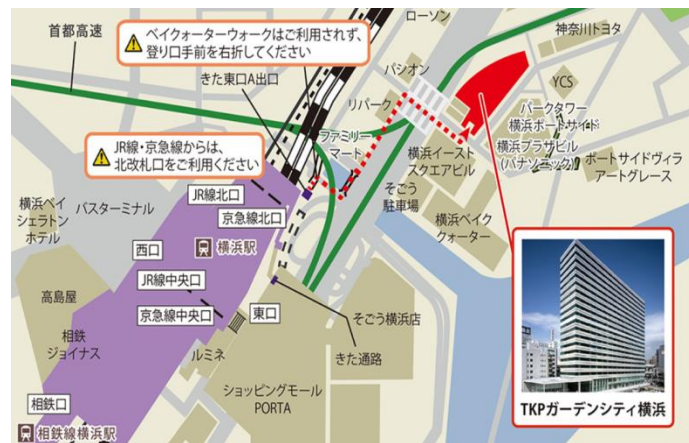 首都高速
ベイクォーターウォークはご利用されず、
登り口手前を右折してください
ローソン
神奈川トヨタ
きた東口A出口
パシオン
リパーク
YCS
パークタワー
横浜ポートサイド
ファミリー
マート
横浜プラザビル
(パナソニック)
JR線・京急線からは、
北改札口をご利用ください
横浜イースト
スクエアビル
ポートサイドヴィラ
アートグレース
JR線北口
そごう
駐車場
横浜ベイ
シェラトン
ホテル
バスターミナル
京急線北口
横浜ベイク
クォーター
西口
横浜駅
JR線中央口
高島屋
京急線中央口
東口
そごう横浜店
相鉄
ジョイナス
ルミネ
きた通路
ショッピングモール
PORTA
相鉄口
TKPガーデンシティ横浜
相鉄線横浜駅